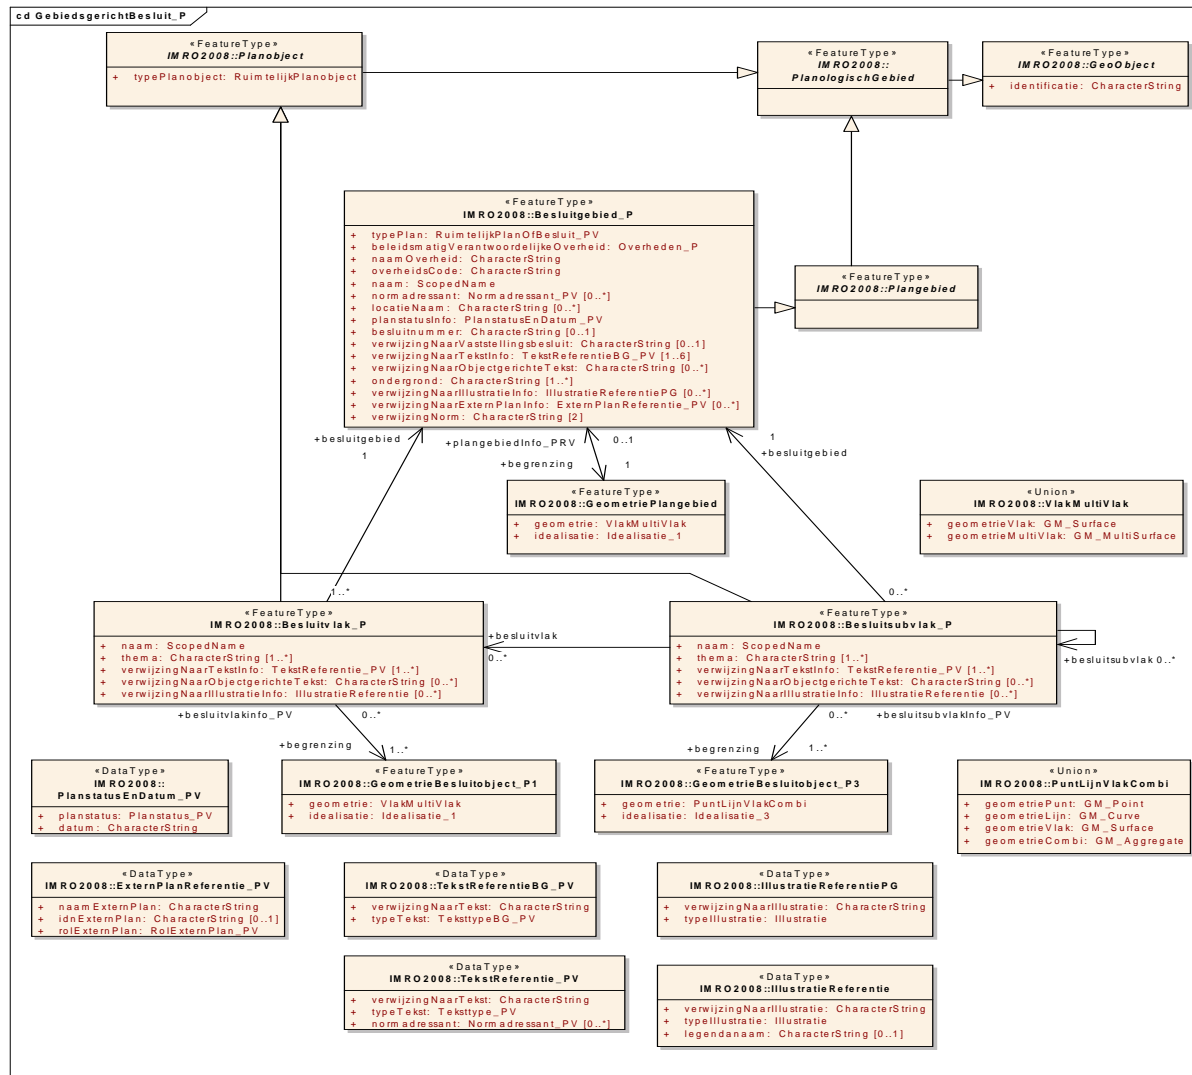 cd GebiedsgerichtBesluit_P
«FeatureType»
IMRO2008::Planobject
+ typePlanobject: RuimtelijkPlanobject
«FeatureType»
IMRO2008::
PlanologischGebied
«FeatureType»
IMRO2008::GeoObject
+ identificatie: CharacterString
«FeatureType»
IMRO2008::Besluitgebied_P
+ typePlan: RuimtelijkPlanOfBesluit_PV
+ beleidsmatigVerantwoordelijkeOverheid: Overheden_P
+ naamOverheid: CharacterString
+ overheidsCode: CharacterString
+ naam: ScopedName
+ normadressant: Normadressant_PV [0..*]
+ locatieNaam: CharacterString [0..*]
+ planstatusInfo: PlanstatusEnDatum_PV
+ besluitnummer: CharacterString [0..1]
+ verwijzingNaarVaststellingsbesluit: CharacterString [0..1]
+ verwijzingNaarTekstInfo: TekstReferentieBG_PV [1..6]
+ verwijzingNaarObjectgerichteTekst: CharacterString [0..*]
+ ondergrond: CharacterString [1..*]
+ verwijzingNaarIllustratieInfo: IllustratieReferentiePG [0..*]
+ verwijzingNaarExternPlanInfo: ExternPlanReferentie_PV [0..*]
+ verwijzingNorm: CharacterString [2]
«FeatureType»
IMRO2008::Plangebied
+besluitgebied
1
+plangebiedInfo_PRV
0..1
+begrenzing
1
1
+besluitgebied
«FeatureType»
IMRO2008::GeometriePlangebied
+ geometrie: VlakMultiVlak
+ idealisatie: Idealisatie_1
«Union»
IMRO2008::VlakMultiVlak
+ geometrieVlak: GM_Surface
+ geometrieMultiVlak: GM_MultiSurface
1..*
0..*
«FeatureType»
IMRO2008::Besluitvlak_P
+ naam: ScopedName
+ thema: CharacterString [1..*]
+ verwijzingNaarTekstInfo: TekstReferentie_PV [1..*]
+ verwijzingNaarObjectgerichteTekst: CharacterString [0..*]
+ verwijzingNaarIllustratieInfo: IllustratieReferentie [0..*]
+besluitvlak
0..*
«FeatureType»
IMRO2008::Besluitsubvlak_P
+ naam: ScopedName
+ thema: CharacterString [1..*]
+ verwijzingNaarTekstInfo: TekstReferentie_PV [1..*]
+ verwijzingNaarObjectgerichteTekst: CharacterString [0..*]
+ verwijzingNaarIllustratieInfo: IllustratieReferentie [0..*]
+besluitsubvlak 0..*
+besluitvlakinfo_PV
0..*
+begrenzing
1..*
0..*
+besluitsubvlakInfo_PV
+begrenzing
1..*
«DataType»
IMRO2008::
PlanstatusEnDatum_PV
+ planstatus: Planstatus_PV
+ datum: CharacterString
«FeatureType»
IMRO2008::GeometrieBesluitobject_P1
+ geometrie: VlakMultiVlak
+ idealisatie: Idealisatie_1
«FeatureType»
IMRO2008::GeometrieBesluitobject_P3
+ geometrie: PuntLijnVlakCombi
+ idealisatie: Idealisatie_3
«Union»
IMRO2008::PuntLijnVlakCombi
+ geometriePunt: GM_Point
+ geometrieLijn: GM_Curve
+ geometrieVlak: GM_Surface
+ geometrieCombi: GM_Aggregate
«DataType»
IMRO2008::ExternPlanReferentie_PV
+ naamExternPlan: CharacterString
+ idnExternPlan: CharacterString [0..1]
+ rolExternPlan: RolExternPlan_PV
«DataType»
IMRO2008::TekstReferentieBG_PV
+ verwijzingNaarTekst: CharacterString
+ typeTekst: TeksttypeBG_PV
«DataType»
IMRO2008::IllustratieReferentiePG
+ verwijzingNaarIllustratie: CharacterString
+ typeIllustratie: Illustratie
«DataType»
IMRO2008::TekstReferentie_PV
+ verwijzingNaarTekst: CharacterString
+ typeTekst: Teksttype_PV
+ normadressant: Normadressant_PV [0..*]
«DataType»
IMRO2008::IllustratieReferentie
+ verwijzingNaarIllustratie: CharacterString
+ typeIllustratie: Illustratie
+ legendanaam: CharacterString [0..1]